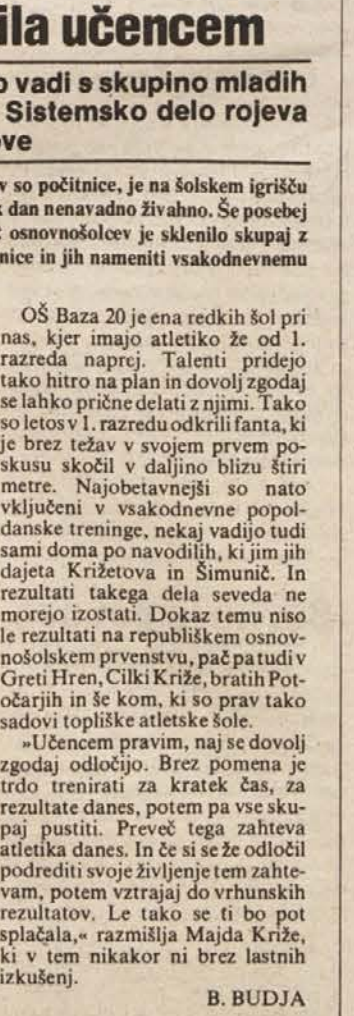 ila učencem
o vadi s skupino mladih
Sistemsko delo rojeva
ve
v so počitnice, je na šolskem igrišču
k dan nenavadno živahno. Še posebej
t osnovnošolcev je sklenilo skupaj z
nice in jih nameniti vsakodnevnemu
OŠ Baza 20 je ena redkih šol pri
nas, kjer imajo atletiko že od 1.
razreda naprej. Talenti pridejo
tako hitro na plan in dovolj zgodaj
se lahko prične delati z njimi. Tako
so letos v 1. razredu odkrili fanta, ki
je brez težav v svojem prvem po-
skusu skočil v daljino blizu štiri
metre. Najobetavnejši so nato
vključeni v vsakodnevne popol-
danske treninge, nekaj vadijo tudi
sami doma po navodilih, ki jim jih
dajeta Križetova in Šimunič. In
rezultati takega dela seveda ne
morejo izostati. Dokaz temu niso
le rezultati na republiškem osnov-
nošolskem prvenstvu, pač pa tudi v
Greti Hren, Cilki Križe, bratih Pot-
očarjih in še kom, ki so prav tako
sadovi topliške atletske šole.
»Učencem pravim, naj se dovolj
zgodaj odločijo. Brez pomena je
trdo trenirati za kratek čas, za
rezultate danes, potem pa vse sku-
paj pustiti. Preveč tega zahteva
atletika danes. In če si se že odločil
podrediti svoje življenje tem zahte-
vam, potem vztrajaj do vrhunskih
rezultatov. Le tako se ti bo pot
splačala,« razmišlja Majda Križe,
ki v tem nikakor ni brez lastnih
izkušenj.
B. BUDJA